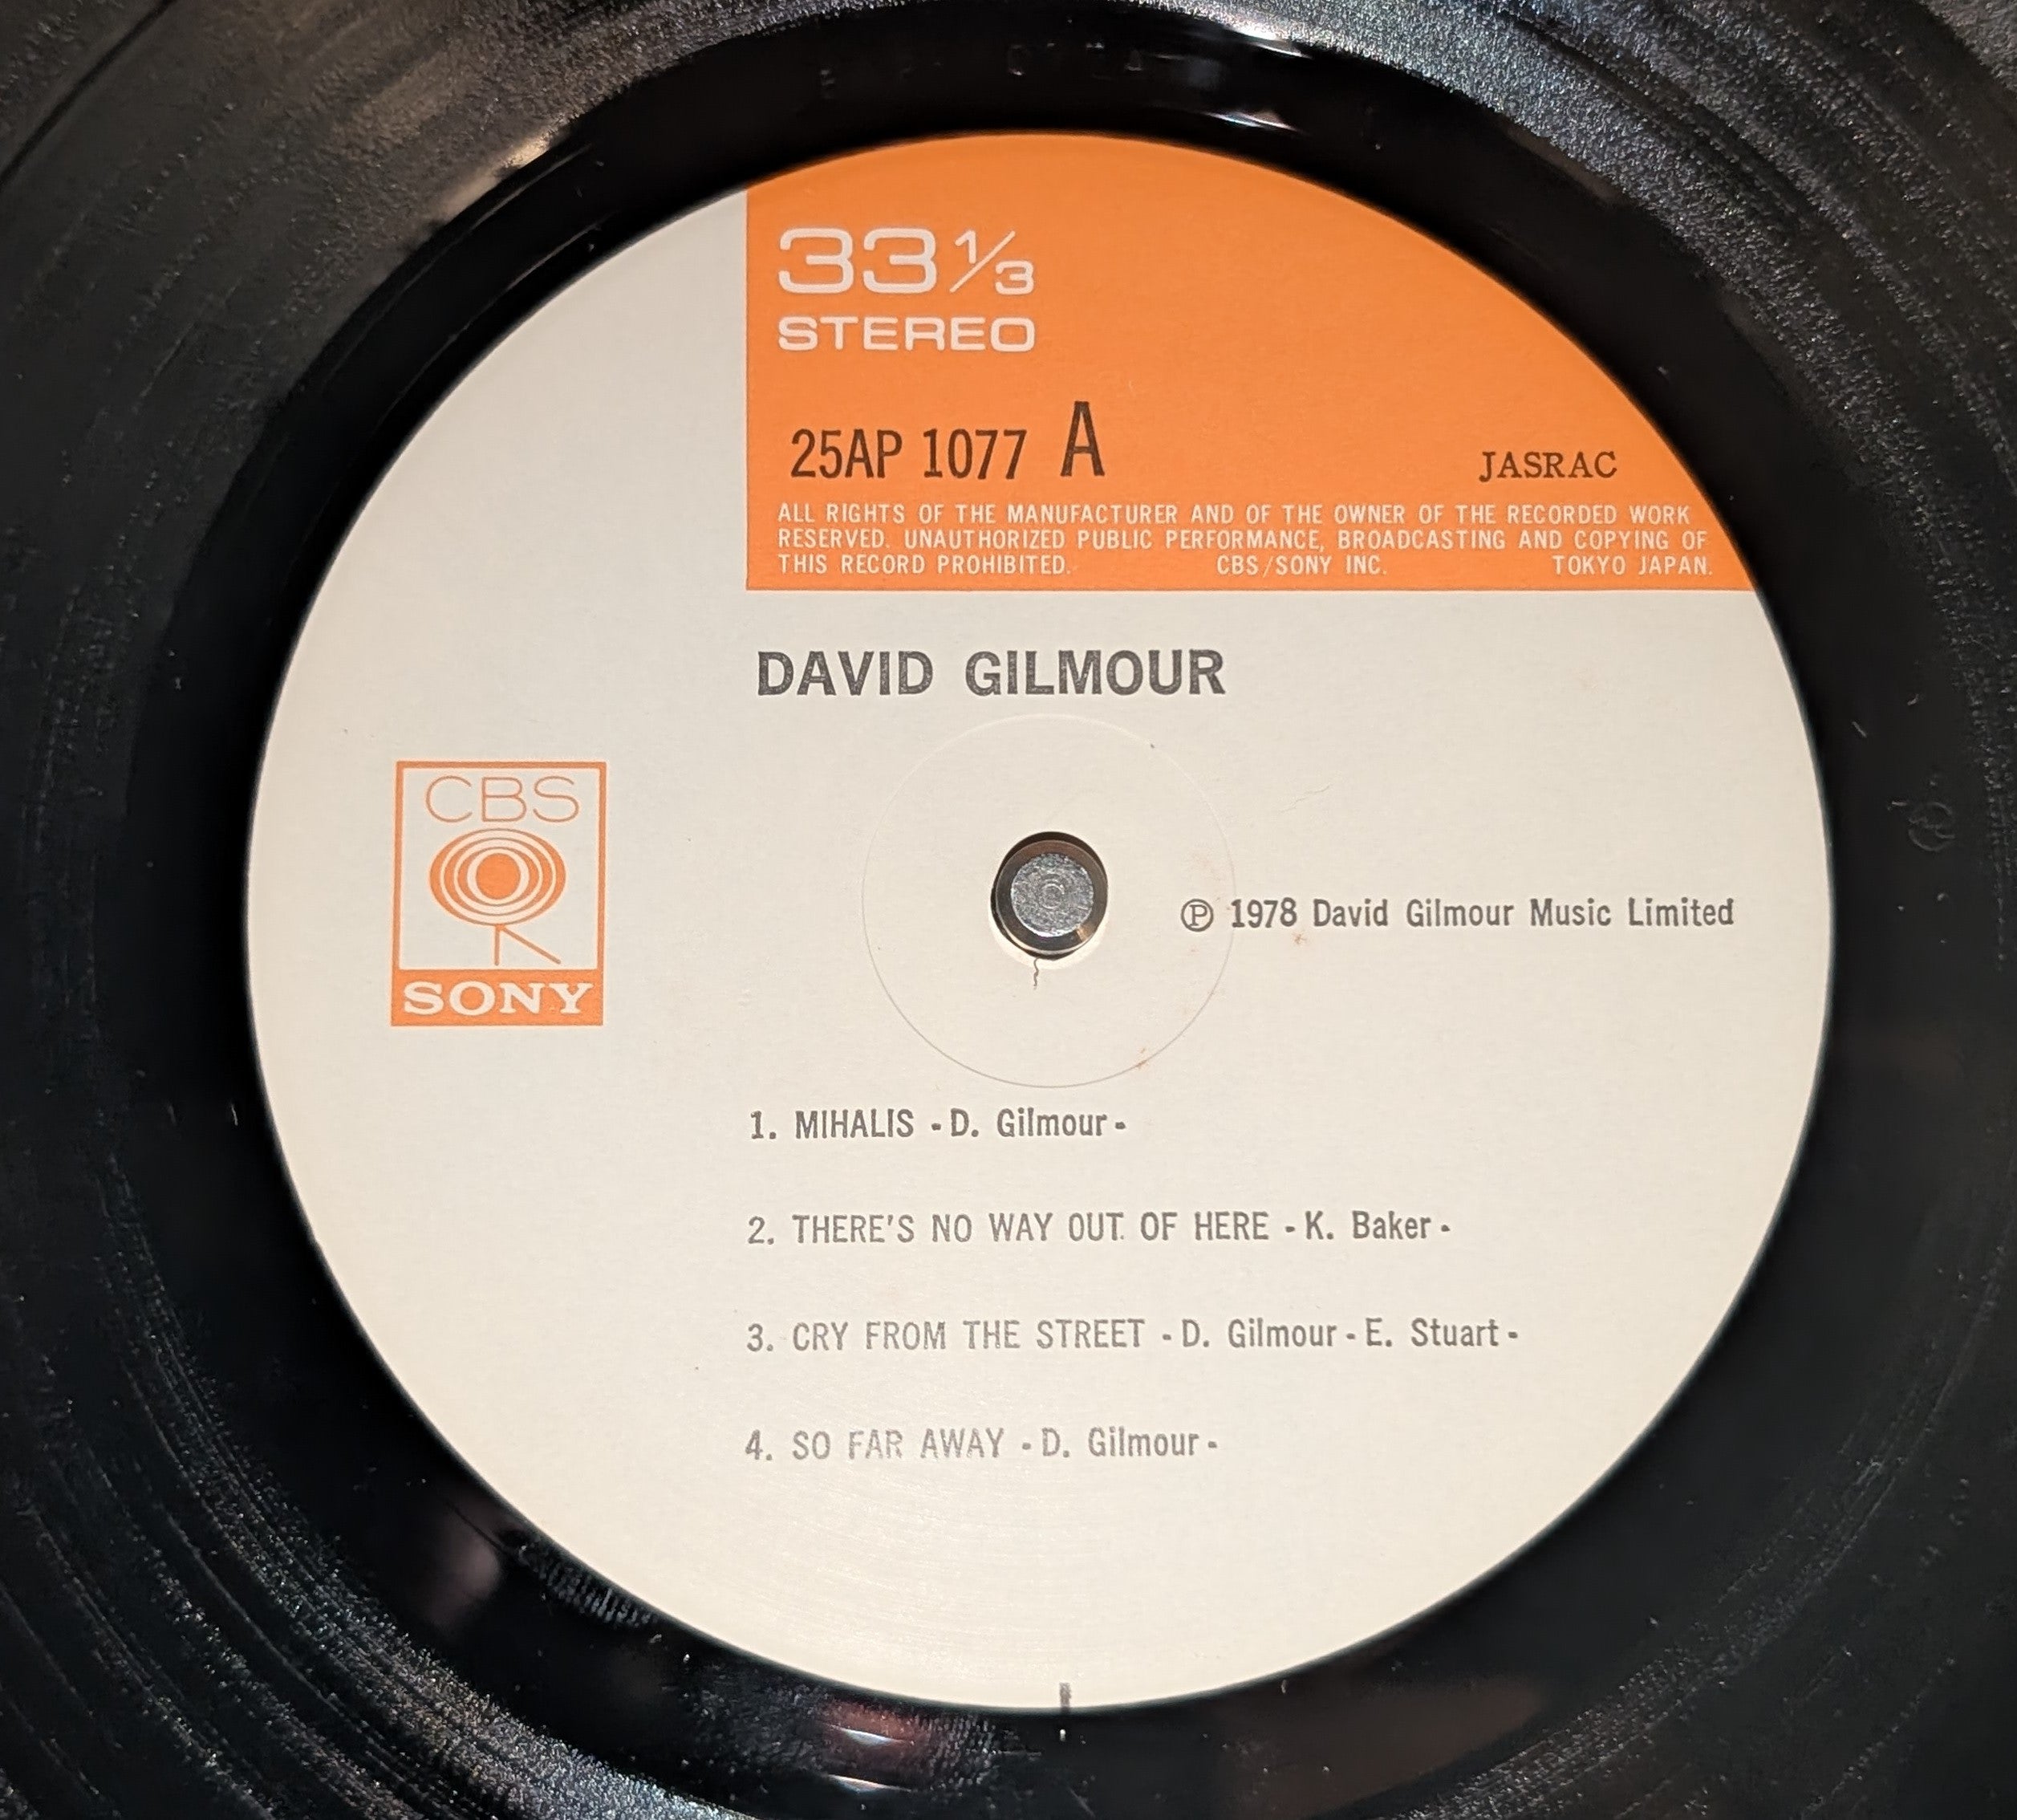 33 1/3
STEREO
25AP 1077 A
JASRAC
ALL RIGHTS OF THE MANUFACTURER AND OF THE OWNER OF THE RECORDED WORK
RESERVED. UNAUTHORIZED PUBLIC PERFORMANCE, BROADCASTING AND COPYING OF
THIS RECORD PROHIBITED. CBS/SONY INC. TOKYO JAPAN.
DAVID GILMOUR
CBS
SONY
℗ 1978 David Gilmour Music Limited
1. MIHALIS - D. Gilmour -
2. THERE'S NO WAY OUT OF HERE - K. Baker -
3. CRY FROM THE STREET - D. Gilmour - E. Stuart -
4. SO FAR AWAY - D. Gilmour -